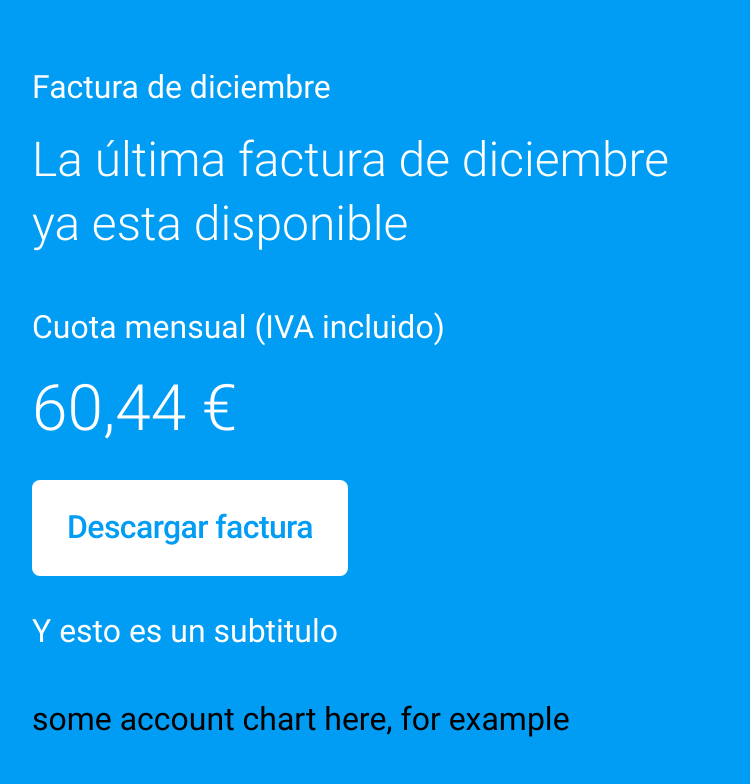 Factura de diciembre
La última factura de diciembre
ya esta disponible
Cuota mensual (IVA incluido)
60,44 €
Descargar factura
Y esto es un subtitulo
some account chart here, for example